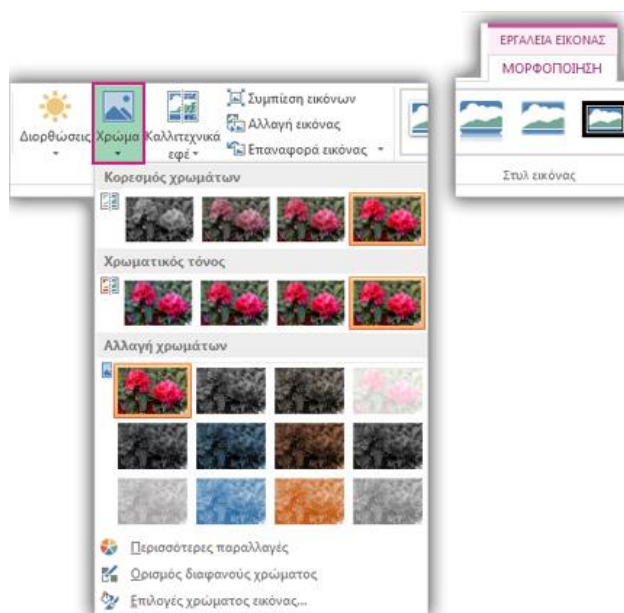 ΕΡΓΑΛΕΙΑ ΕΙΚΟΝΑΣ
ΜΟΡΦΟΠΟΙΗΣΗ
Στυλ εικόνας
Διορθώσεις
Χρώμα
Καλλιτεχνικά
εφέ
Συμπίεση εικόνων
Αλλαγή εικόνας
Επαναφορά εικόνας
Κορεσμός χρωμάτων
Χρωματικός τόνος
Αλλαγή χρωμάτων
Περισσότερες παραλλαγές
Ορισμός διαφανούς χρώματος
Επιλογές χρώματος εικόνας...